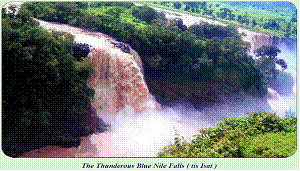 The Thunderous Blue Nile Falls ( tis Isat )